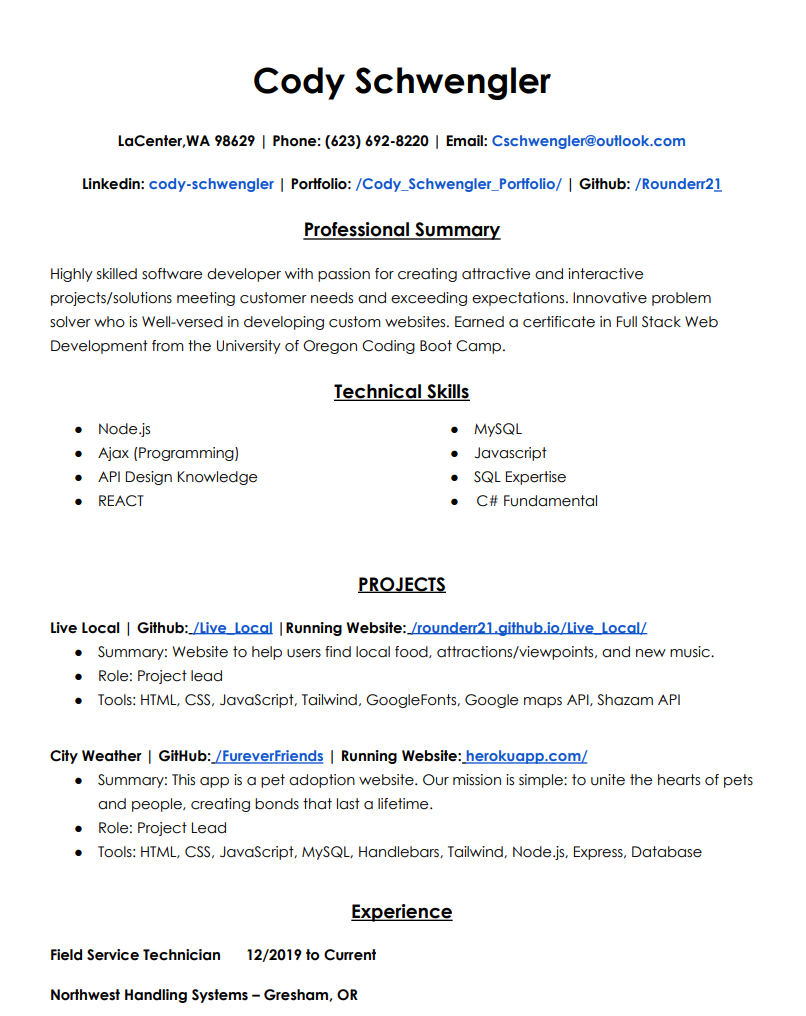 Cody Schwengler
LaCenter,WA 98629 | Phone: (623) 692-8220 | Email: Cschwengler@outlook.com
Linkedin: cody-schwengler | Portfolio: /Cody_Schwengler_Portfolio/ | Github: /Rounderr21
Professional Summary
Highly skilled software developer with passion for creating attractive and interactive
projects/solutions meeting customer needs and exceeding expectations. Innovative problem
solver who is Well-versed in developing custom websites. Earned a certificate in Full Stack Web
Development from the University of Oregon Coding Boot Camp.
Technical Skills
● Node.js
● Ajax (Programming)
● API Design Knowledge
● REACT
● MySQL
● Javascript
● SQL Expertise
● C# Fundamental
PROJECTS
Live Local | Github: /Live_Local |Running Website: /rounderr21.github.io/Live_Local/
● Summary: Website to help users find local food, attractions/viewpoints, and new music.
● Role: Project lead
● Tools: HTML, CSS, JavaScript, Tailwind, GoogleFonts, Google maps API, Shazam API
City Weather | GitHub: /FureverFriends | Running Website: herokuapp.com/
● Summary: This app is a pet adoption website. Our mission is simple: to unite the hearts of pets
and people, creating bonds that last a lifetime.
● Role: Project Lead
● Tools: HTML, CSS, JavaScript, MySQL, Handlebars, Tailwind, Node.js, Express, Database
Experience
Field Service Technician 12/2019 to Current
Northwest Handling Systems – Gresham, OR